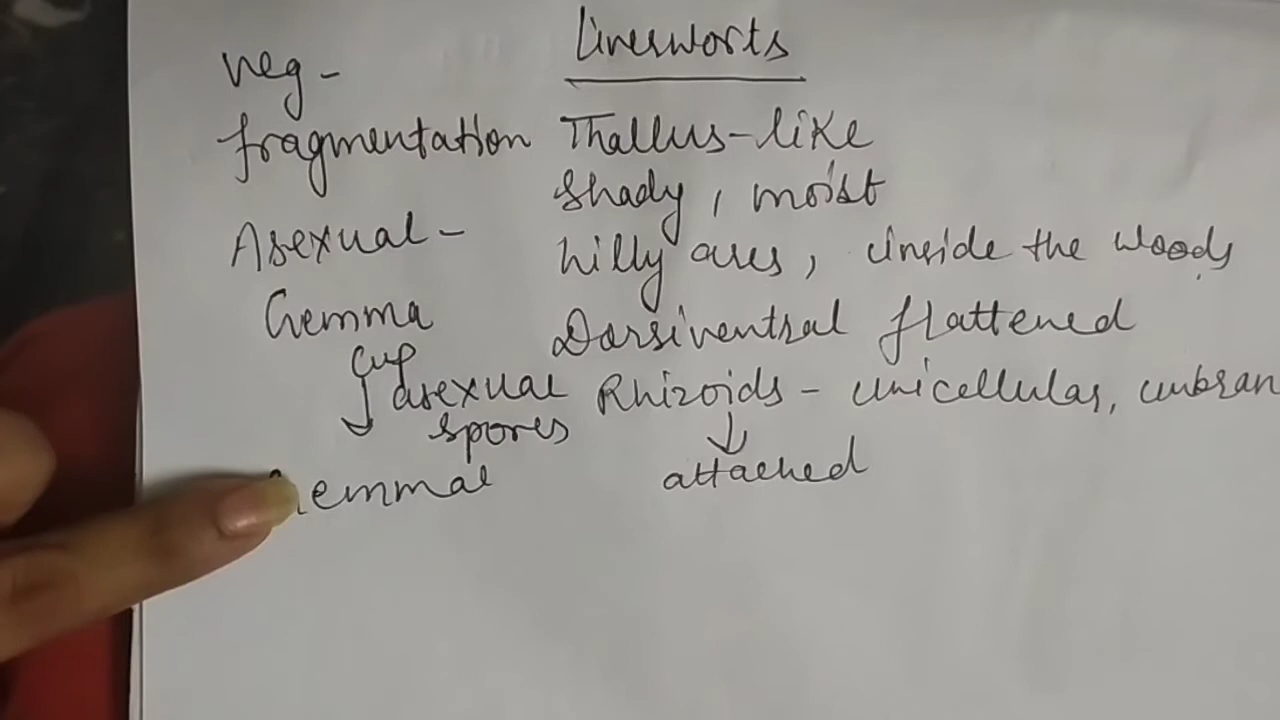 Liverworts
Veg -
fragmentation
Asexual -
Gemma
cup
asexual
spores
emmae
Thallus-like
Shady, moist
hilly ares, inside the woods
Dorsiventral flattened
Rhizoids - unicellular, unbran
attached